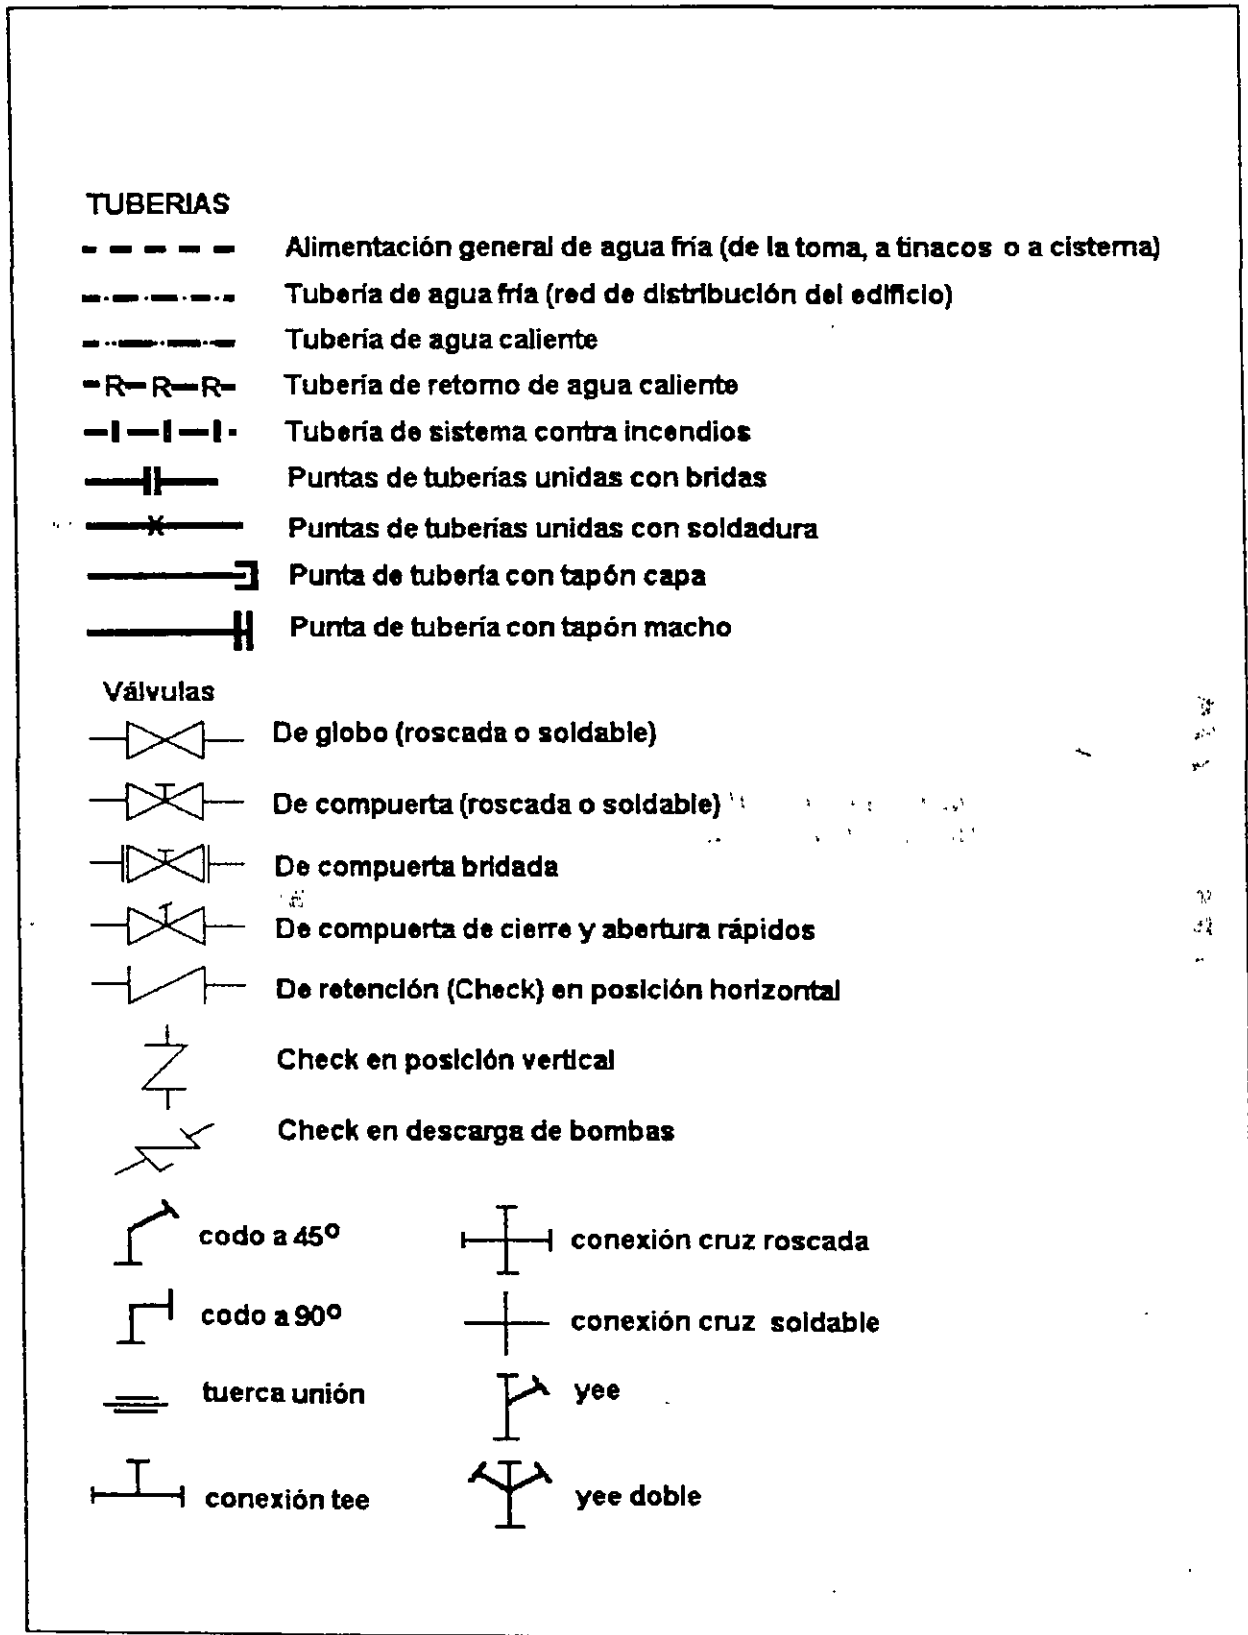 TUBERIAS
Alimentación general de agua fría (de la toma, a tinacos o a cisterna)
Tubería de agua fría (red de distribución del edificio)
Tubería de agua caliente
R R R Tubería de retorno de agua caliente
Tubería de sistema contra incendios
Puntas de tuberías unidas con bridas
Puntas de tuberías unidas con soldadura
Punta de tubería con tapón capa
Punta de tubería con tapón macho
Válvulas
De globo (roscada o soldable)
De compuerta (roscada o soldable)
De compuerta bridada
De compuerta de cierre y abertura rápidos
De retención (Check) en posición horizontal
Check en posición vertical
Check en descarga de bombas
codo a 45º
conexión cruz roscada
codo a 90º
conexión cruz soldable
tuerca unión
yee
conexión tee
yee doble